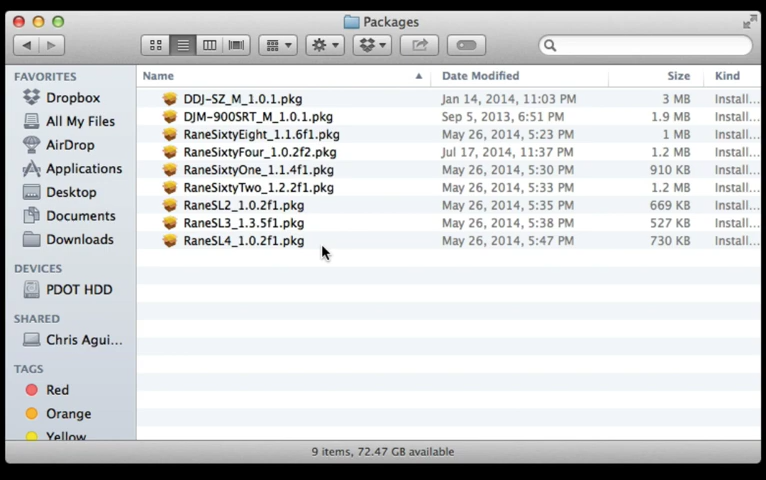 Packages
Name Date Modified Size Kind
FAVORITES
Dropbox
All My Files
AirDrop
Applications
Desktop
Documents
Downloads
DEVICES
PDOT HDD
SHARED
Chris Agui...
TAGS
Red
Orange
Yellow
DDJ-SZ_M_1.0.1.pkg Jan 14, 2014, 11:03 PM 3 MB Install...
DJM-900SRT_M_1.0.1.pkg Sep 5, 2013, 6:51 PM 1.9 MB Install...
RaneSixtyEight_1.1.6f1.pkg May 26, 2014, 5:23 PM 1 MB Install...
RaneSixtyFour_1.0.2f2.pkg Jul 17, 2014, 11:37 PM 1.2 MB Install...
RaneSixtyOne_1.1.4f1.pkg May 26, 2014, 5:30 PM 910 KB Install...
RaneSixtyTwo_1.2.2f1.pkg May 26, 2014, 5:33 PM 1.2 MB Install...
RaneSL2_1.0.2f1.pkg May 26, 2014, 5:35 PM 669 KB Install...
RaneSL3_1.3.5f1.pkg May 26, 2014, 5:38 PM 527 KB Install...
RaneSL4_1.0.2f1.pkg May 26, 2014, 5:47 PM 730 KB Install...
9 items, 72.47 GB available